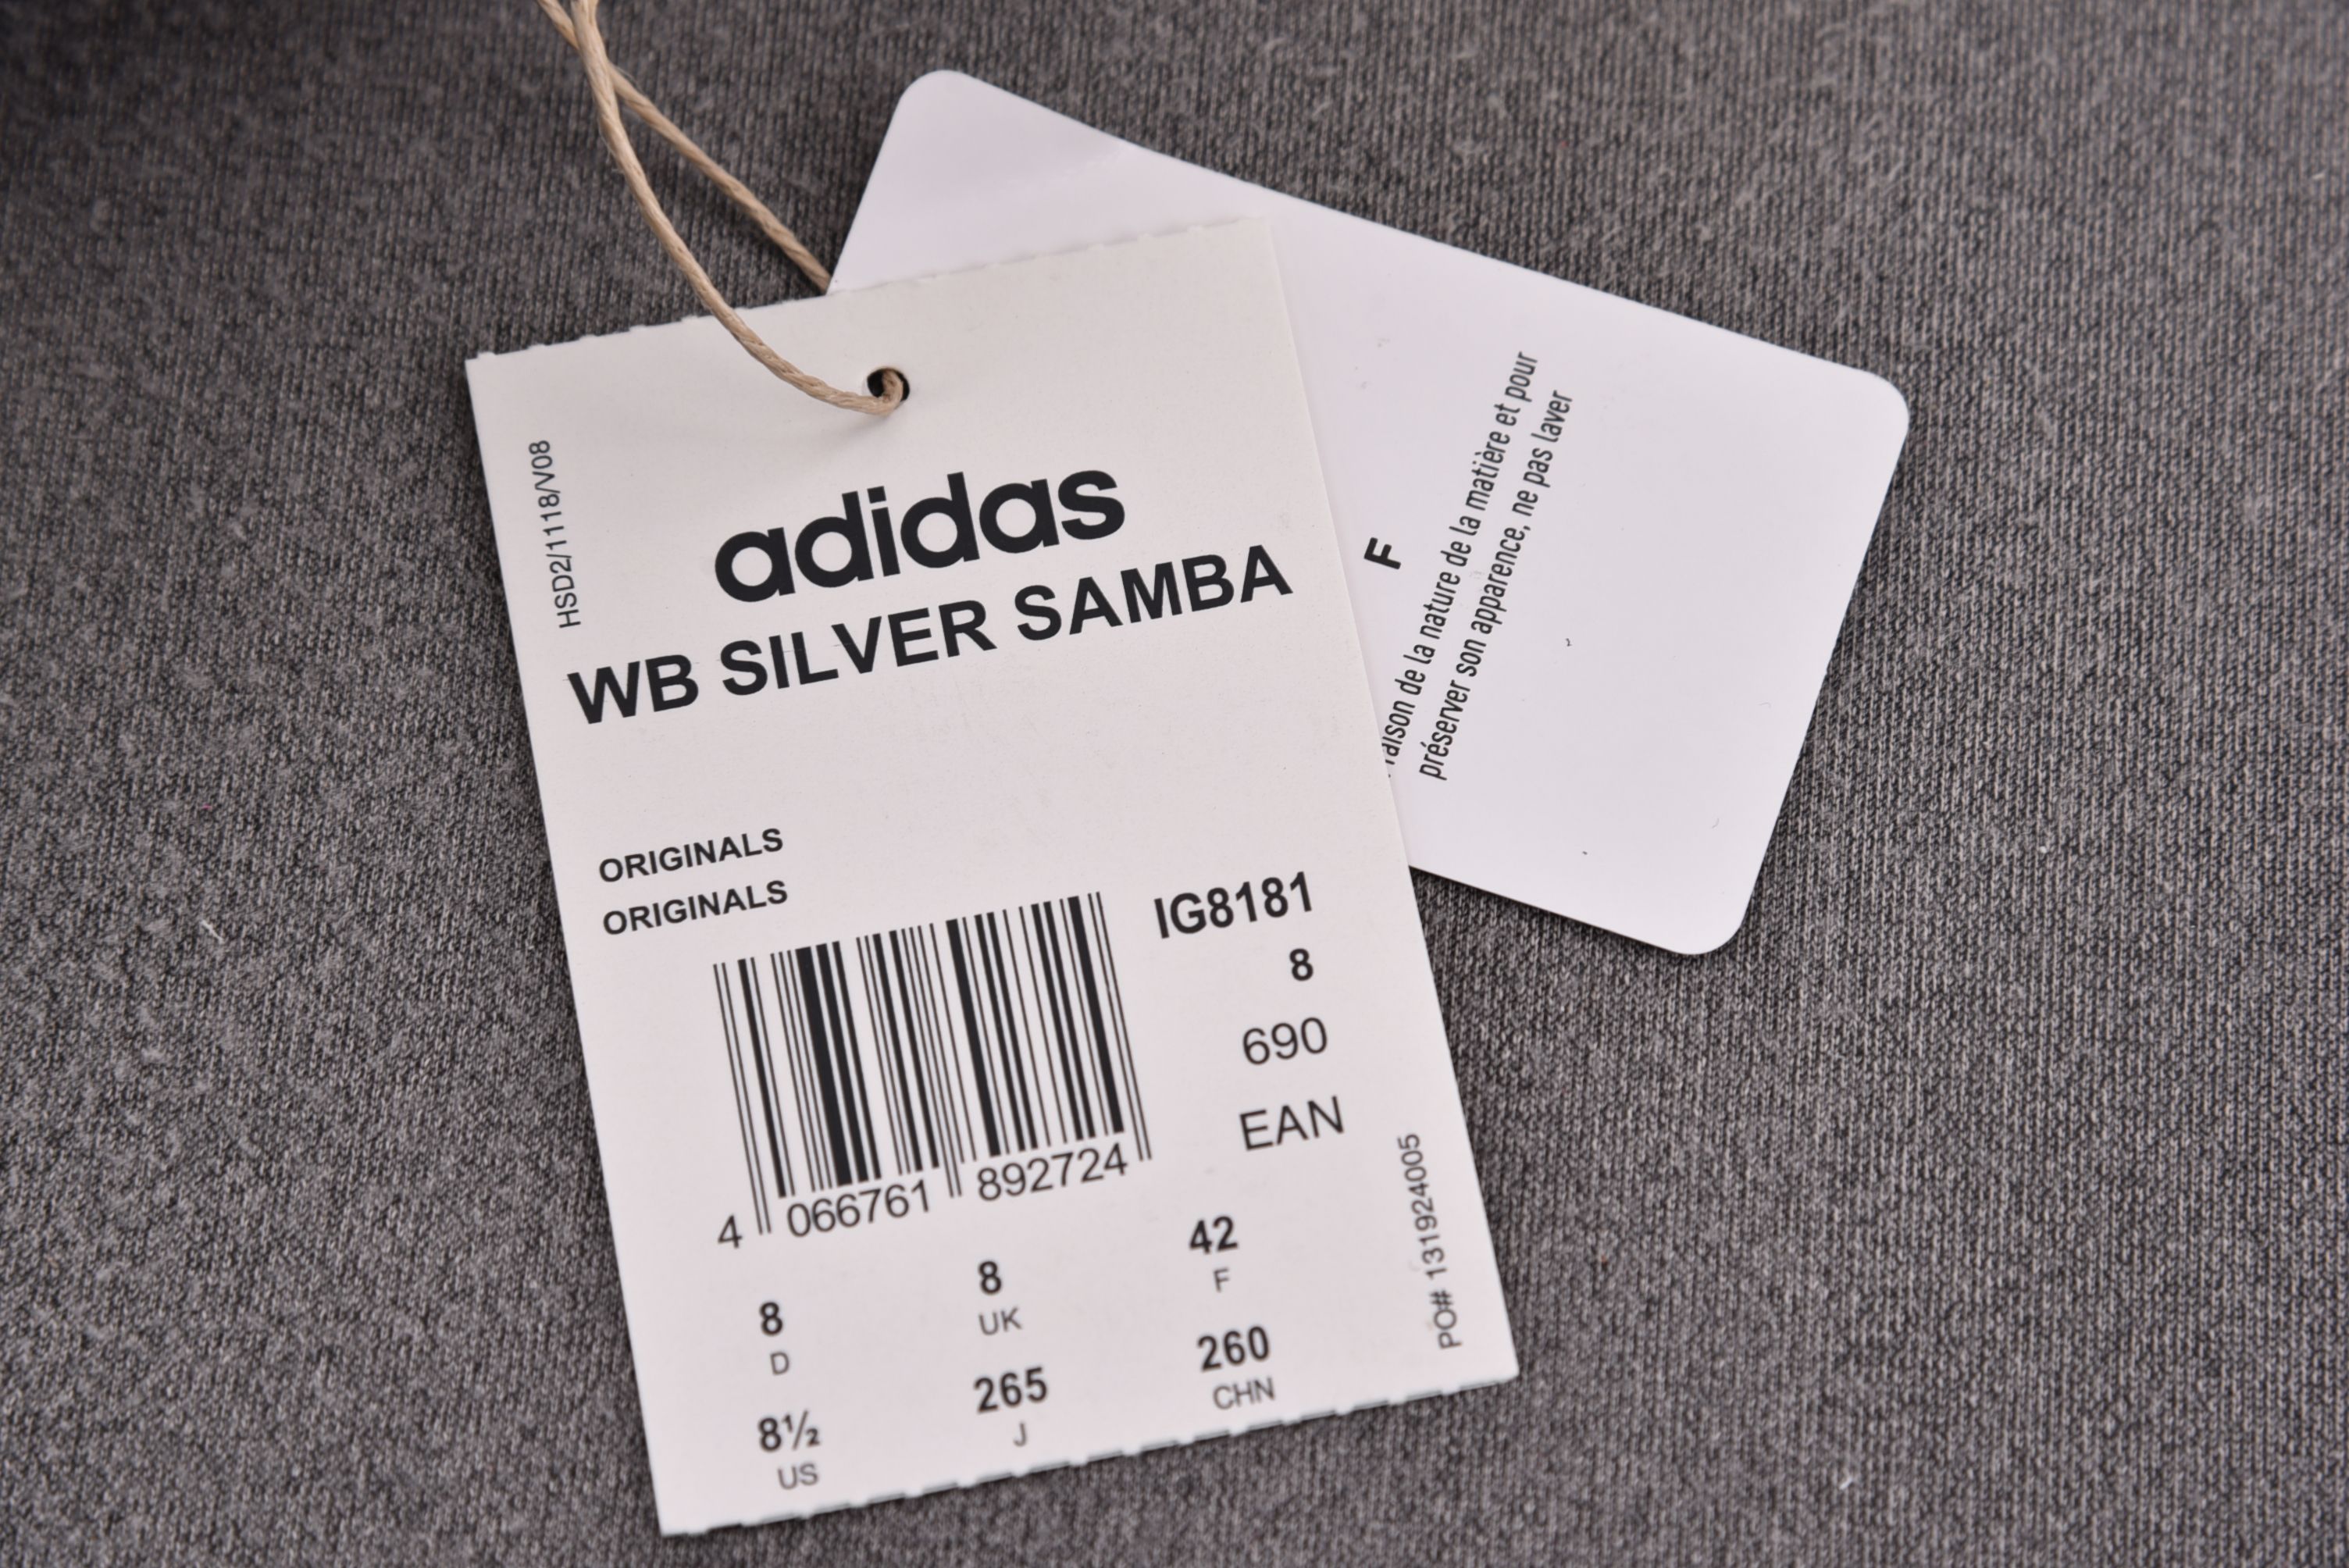 HSD2/1118/V08
adidas
WB SILVER SAMBA
ORIGINALS
ORIGINALS
IG8181
8
690
EAN
4 066761 892724
8 8 42
D UK F
8½ 265 260
US J CHN
PO# 1319924005
F
raison de la nature de la matière et pour
préserver son apparence, ne pas laver